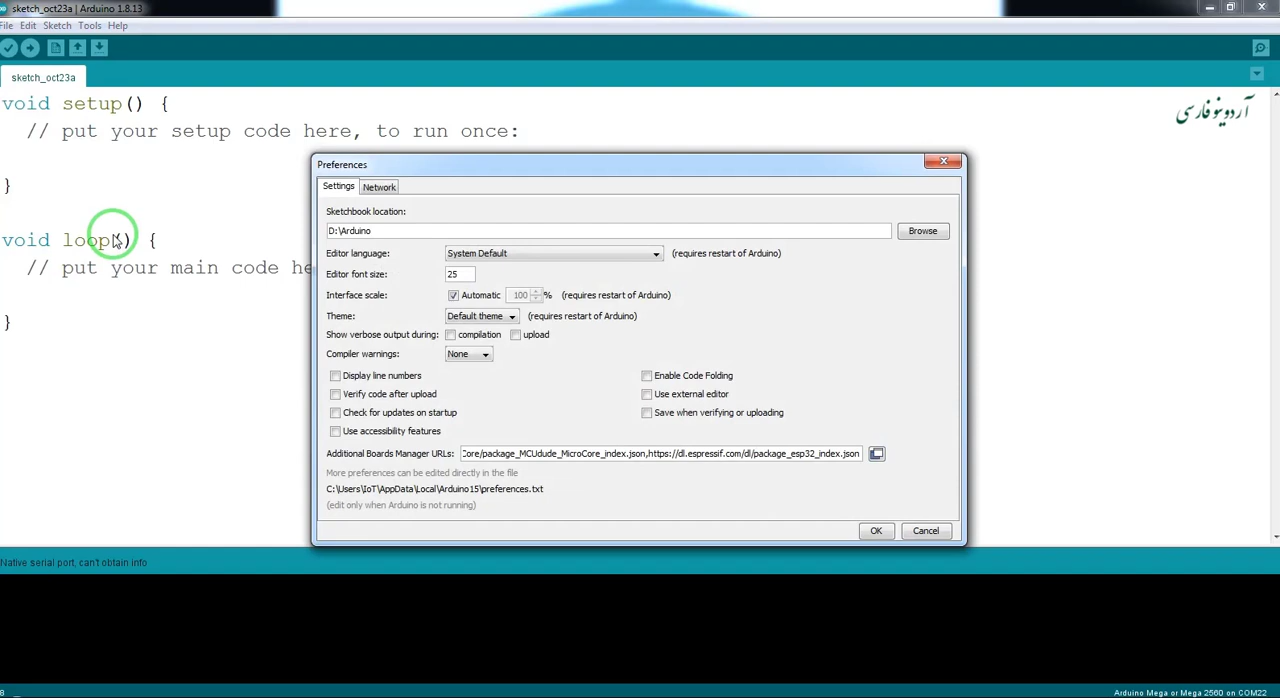 sketch_oct23a | Arduino 1.8.13
File Edit Sketch Tools Help
sketch_oct23a
آردوینو فارسی
void setup() {
// put your setup code here, to run once:
}
void loop() {
// put your main code he
}
Preferences
Settings Network
Sketchbook location:
D:\Arduino Browse
Editor language: System Default (requires restart of Arduino)
Editor font size: 25
Interface scale: Automatic 100 % (requires restart of Arduino)
Theme: Default theme (requires restart of Arduino)
Show verbose output during: compilation upload
Compiler warnings: None
Display line numbers Enable Code Folding
Verify code after upload Use external editor
Check for updates on startup Save when verifying or uploading
Use accessibility features
Additional Boards Manager URLs: Core/package_MCUdude_MicroCore_index.json,https://dl.espressif.com/dl/package_esp32_index.json
More preferences can be edited directly in the file
C:\Users\IoT\AppData\Local\Arduino15\preferences.txt
(edit only when Arduino is not running)
OK Cancel
Native serial port, can't obtain info
8 Arduino Mega or Mega 2560 on COM22